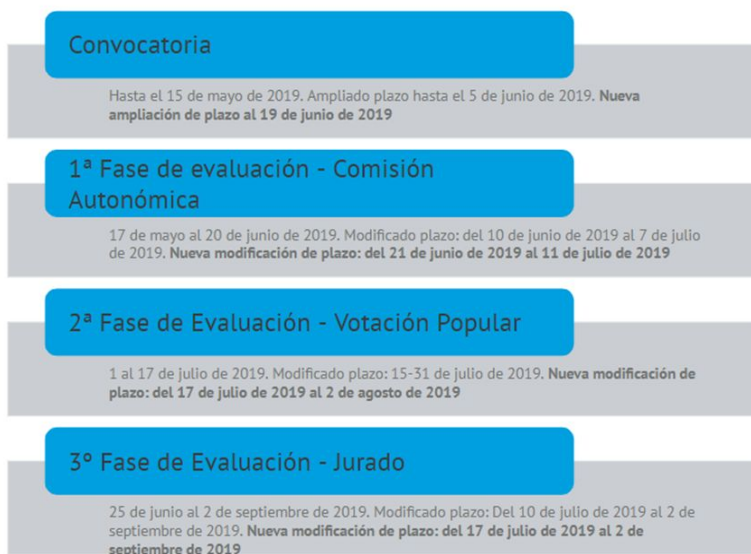 Convocatoria
Hasta el 15 de mayo de 2019. Ampliado plazo hasta el 5 de junio de 2019. Nueva
ampliación de plazo al 19 de junio de 2019
1ª Fase de evaluación - Comisión
Autonómica
17 de mayo al 20 de junio de 2019. Modificado plazo: del 10 de junio de 2019 al 7 de julio
de 2019. Nueva modificación de plazo: del 21 de junio de 2019 al 11 de julio de 2019
2ª Fase de Evaluación - Votación Popular
1 al 17 de julio de 2019. Modificado plazo: 15-31 de julio de 2019. Nueva modificación de
plazo: del 17 de julio de 2019 al 2 de agosto de 2019
3º Fase de Evaluación - Jurado
25 de junio al 2 de septiembre de 2019. Modificado plazo: Del 10 de julio de 2019 al 2 de
septiembre de 2019. Nueva modificación de plazo: del 17 de julio de 2019 al 2 de
septiembre de 2019